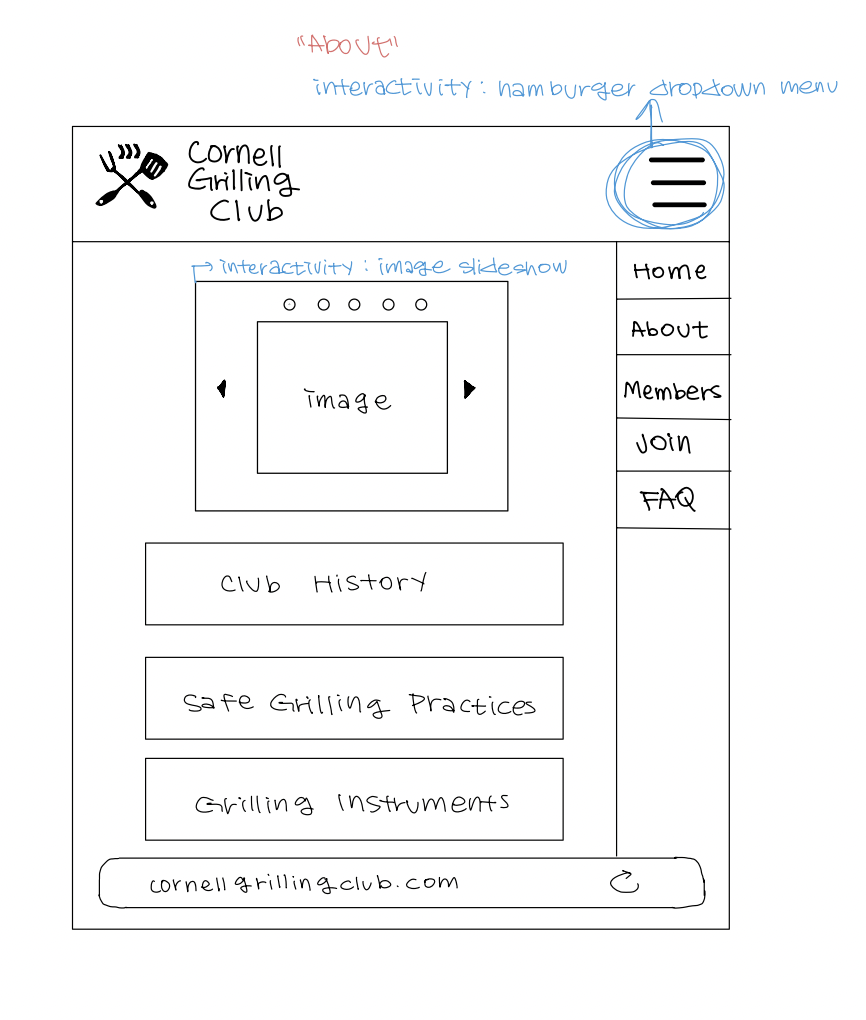 "About"
interactivity: hamburger dropdown menu
Cornell
Grilling
Club
interactivity: image slideshow
Home
About
Members
Join
FAQ
image
Club History
Safe Grilling Practices
Grilling Instruments
cornellgrillingclub.com